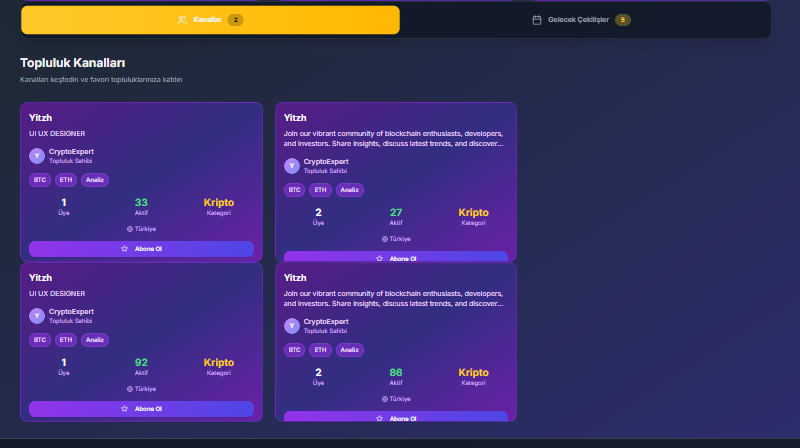 Kanallar 2
Gelecek Çekilişler 5
Topluluk Kanalları
Kanalları keşfedin ve favori topluluklarınıza katılın
Yitzh
UI UX DESIGNER
Y CryptoExpert
Topluluk Sahibi
BTC ETH Analiz
1 33 Kripto
Üye Aktif Kategori
Türkiye
Abone Ol
Yitzh
Join our vibrant community of blockchain enthusiasts, developers,
and investors. Share insights, discuss latest trends, and discover...
Y CryptoExpert
Topluluk Sahibi
BTC ETH Analiz
2 27 Kripto
Üye Aktif Kategori
Türkiye
Abone Ol
Yitzh
UI UX DESIGNER
Y CryptoExpert
Topluluk Sahibi
BTC ETH Analiz
1 92 Kripto
Üye Aktif Kategori
Türkiye
Abone Ol
Yitzh
Join our vibrant community of blockchain enthusiasts, developers,
and investors. Share insights, discuss latest trends, and discover...
Y CryptoExpert
Topluluk Sahibi
BTC ETH Analiz
2 86 Kripto
Üye Aktif Kategori
Türkiye
Abone Ol